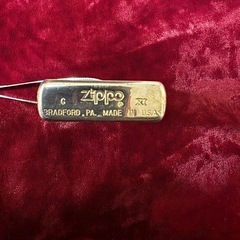 G Zippo XI
BRADFORD, PA. MADE IN U.S.A.